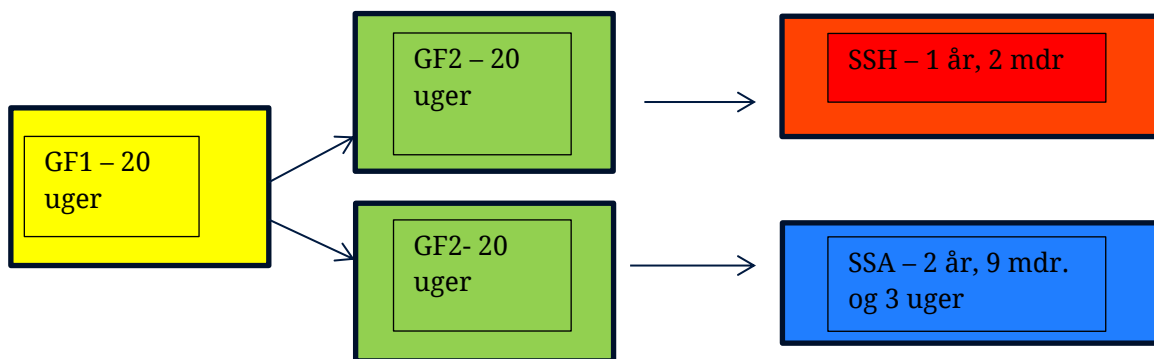 GF1 – 20
uger
GF2 – 20
uger
SSH – 1 år, 2 mdr
GF2- 20
uger
SSA – 2 år, 9 mdr.
og 3 uger